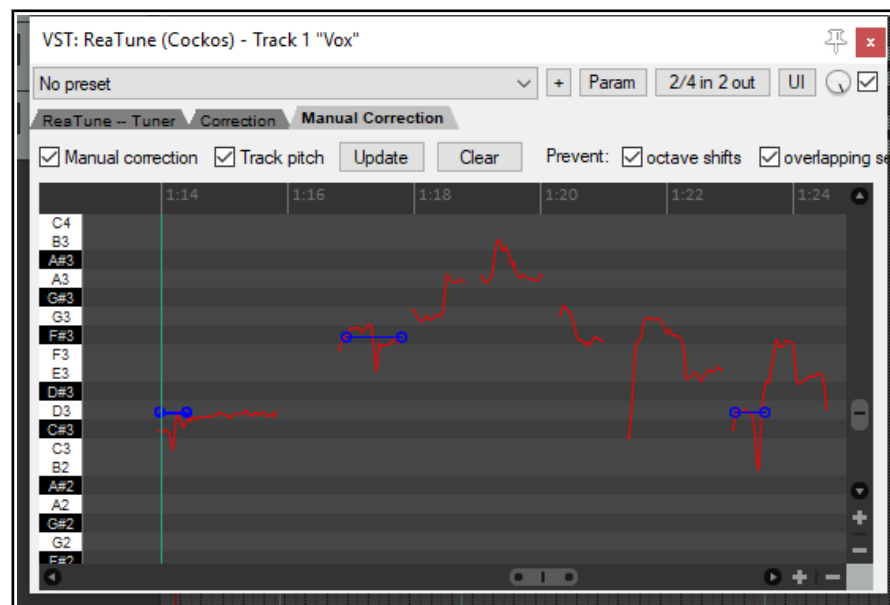 VST: ReaTune (Cockos) - Track 1 "Vox" x
No preset + Param 2/4 in 2 out UI
ReaTune -- Tuner Correction Manual Correction
Manual correction Track pitch Update Clear Prevent: octave shifts overlapping se
1:14 1:16 1:18 1:20 1:22 1:24
C4
B3
A#3
A3
G#3
G3
F#3
F3
E3
D#3
D3
C#3
C3
B2
A#2
A2
G#2
G2
F#2